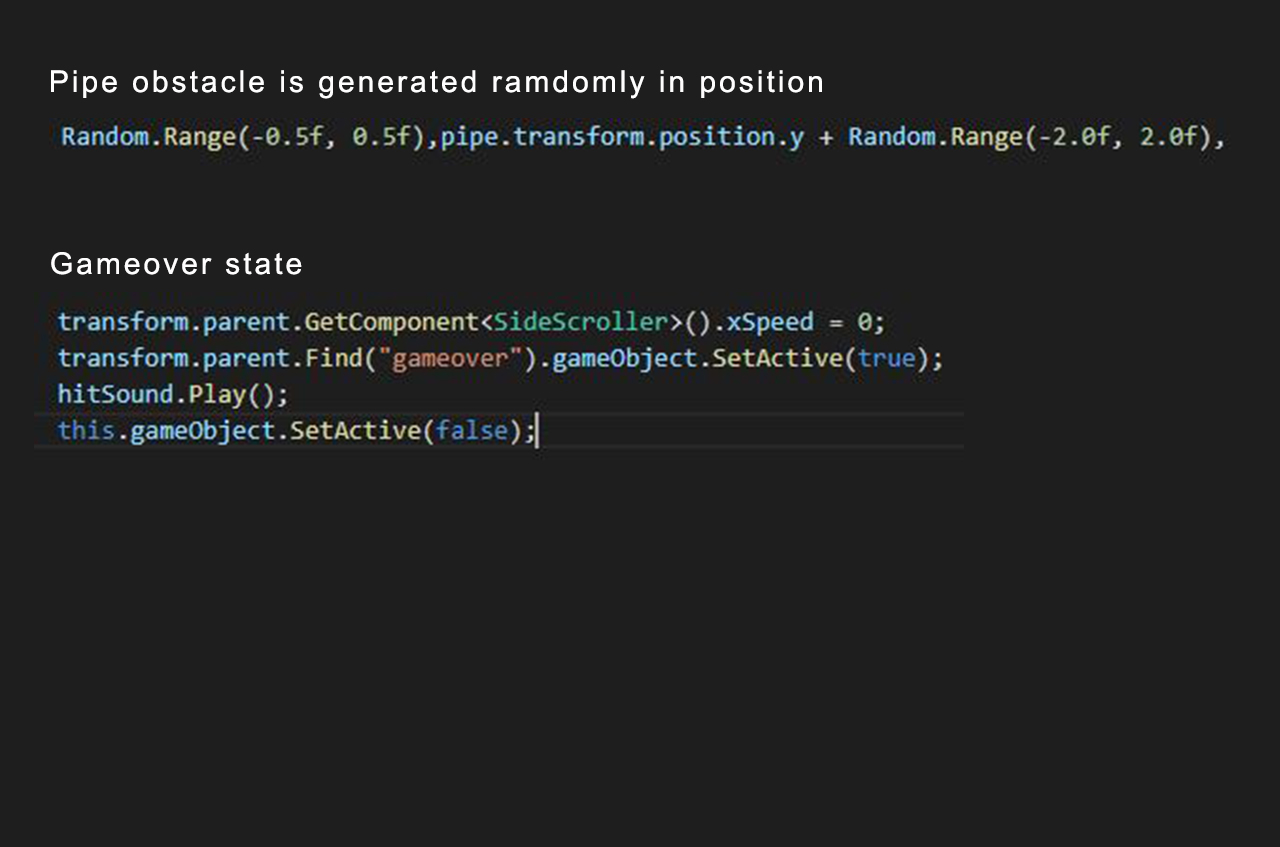 Pipe obstacle is generated ramdomly in position
Random.Range(-0.5f, 0.5f),pipe.transform.position.y + Random.Range(-2.0f, 2.0f),
Gameover state
transform.parent.GetComponent<SideScroller>().xSpeed = 0;
transform.parent.Find("gameover").gameObject.SetActive(true);
hitSound.Play();
this.gameObject.SetActive(false);